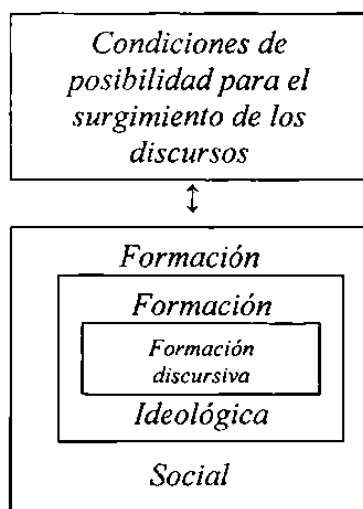 Condiciones de
posibilidad para el
surgimiento de los
discursos
↕
Formación
Formación
Formación
discursiva
Ideológica
Social